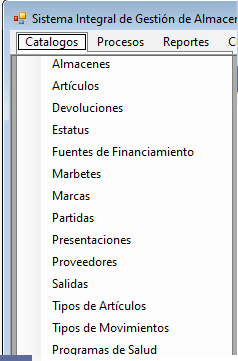 Sistema Integral de Gestión de Almacen
Catalogos Procesos Reportes C
Almacenes
Artículos
Devoluciones
Estatus
Fuentes de Financiamiento
Marbetes
Marcas
Partidas
Presentaciones
Proveedores
Salidas
Tipos de Artículos
Tipos de Movimientos
Programas de Salud